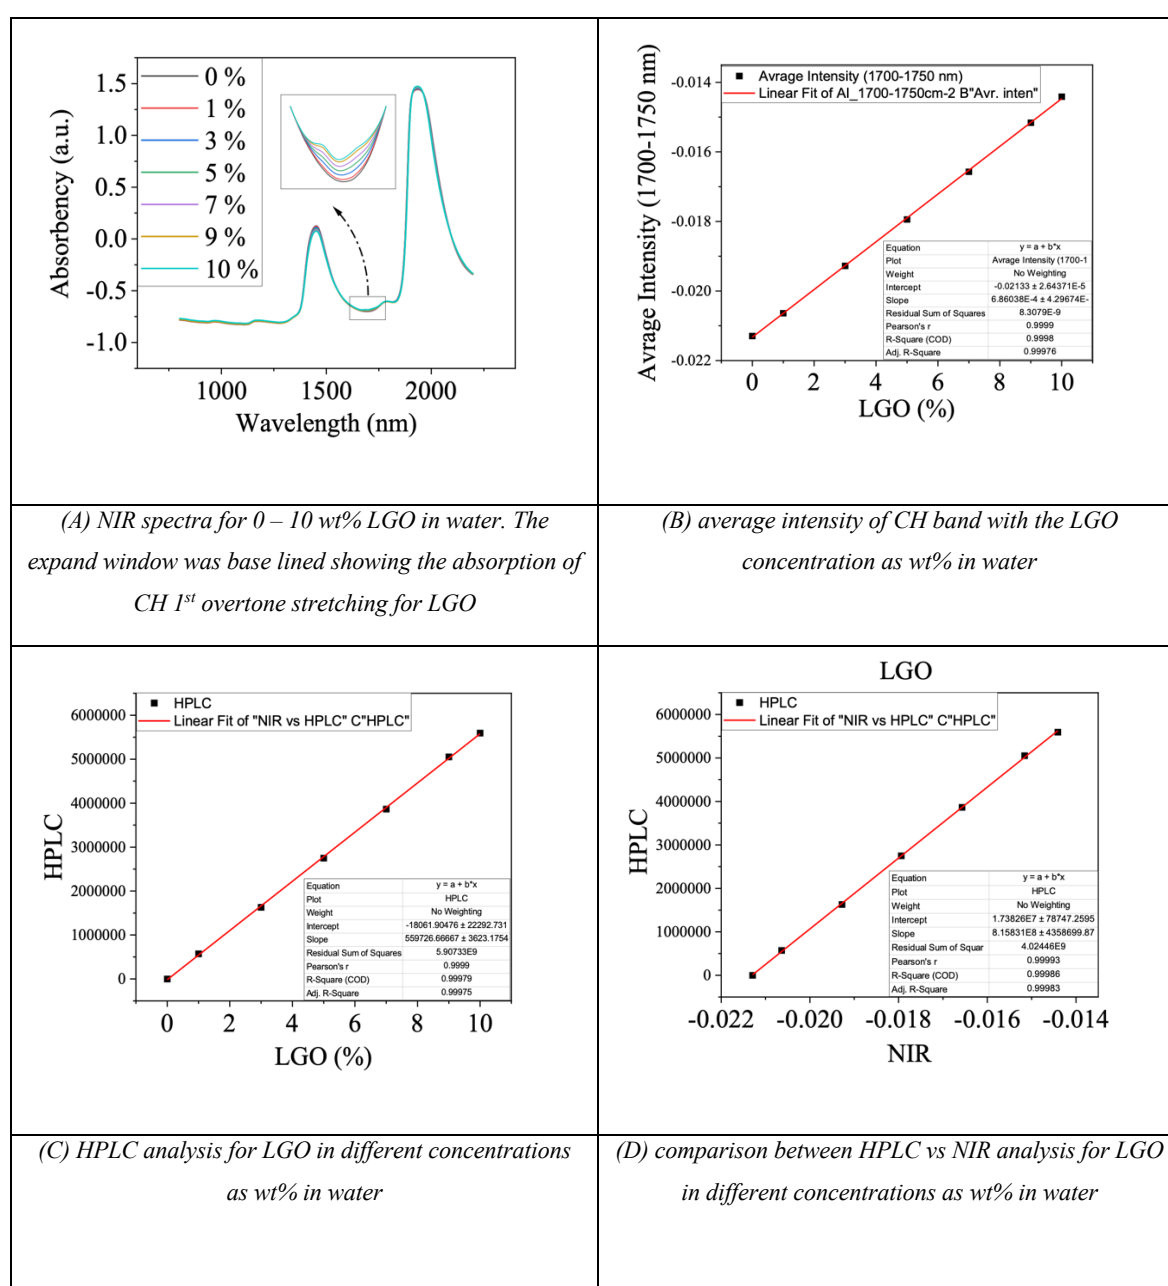 1.5
1.0
0.5
0.0
-0.5
-1.0
Absorbency (a.u.)
0 %
1 %
3 %
5 %
7 %
9 %
10 %
1000 1500 2000
Wavelength (nm)
-0.014
-0.016
-0.018
-0.020
-0.022
Avrage Intensity (1700-1750 nm)
Avrage Intensity (1700-1750 nm)
Linear Fit of AI_1700-1750cm-2 B"Avr. inten"
Equation y = a + b*x
Plot Avrage Intensity (1700-1
Weight No Weighting
Intercept -0.02133 ± 2.64371E-5
Slope 6.86038E-4 ± 4.29674E-
Residual Sum of Squares 8.3079E-9
Pearson's r 0.9999
R-Square (COD) 0.9998
Adj. R-Square 0.99976
0 2 4 6 8 10
LGO (%)
(A) NIR spectra for 0 – 10 wt% LGO in water. The
expand window was base lined showing the absorption of
CH 1st overtone stretching for LGO
(B) average intensity of CH band with the LGO
concentration as wt% in water
6000000
5000000
4000000
3000000
2000000
1000000
0
HPLC
HPLC
Linear Fit of "NIR vs HPLC" C"HPLC"
Equation y = a + b*x
Plot HPLC
Weight No Weighting
Intercept -18061.90476 ± 22292.731
Slope 559726.66667 ± 3623.1754
Residual Sum of Squares 5.90733E9
Pearson's r 0.9999
R-Square (COD) 0.99979
Adj. R-Square 0.99975
0 2 4 6 8 10
LGO (%)
LGO
6000000
5000000
4000000
3000000
2000000
1000000
0
HPLC
HPLC
Linear Fit of "NIR vs HPLC" C"HPLC"
Equation y = a + b*x
Plot HPLC
Weight No Weighting
Intercept 1.73826E7 ± 78747.2595
Slope 8.15831E8 ± 4358699.87
Residual Sum of Squar 4.02446E9
Pearson's r 0.99993
R-Square (COD) 0.99986
Adj. R-Square 0.99983
-0.022 -0.020 -0.018 -0.016 -0.014
NIR
(C) HPLC analysis for LGO in different concentrations
as wt% in water
(D) comparison between HPLC vs NIR analysis for LGO
in different concentrations as wt% in water